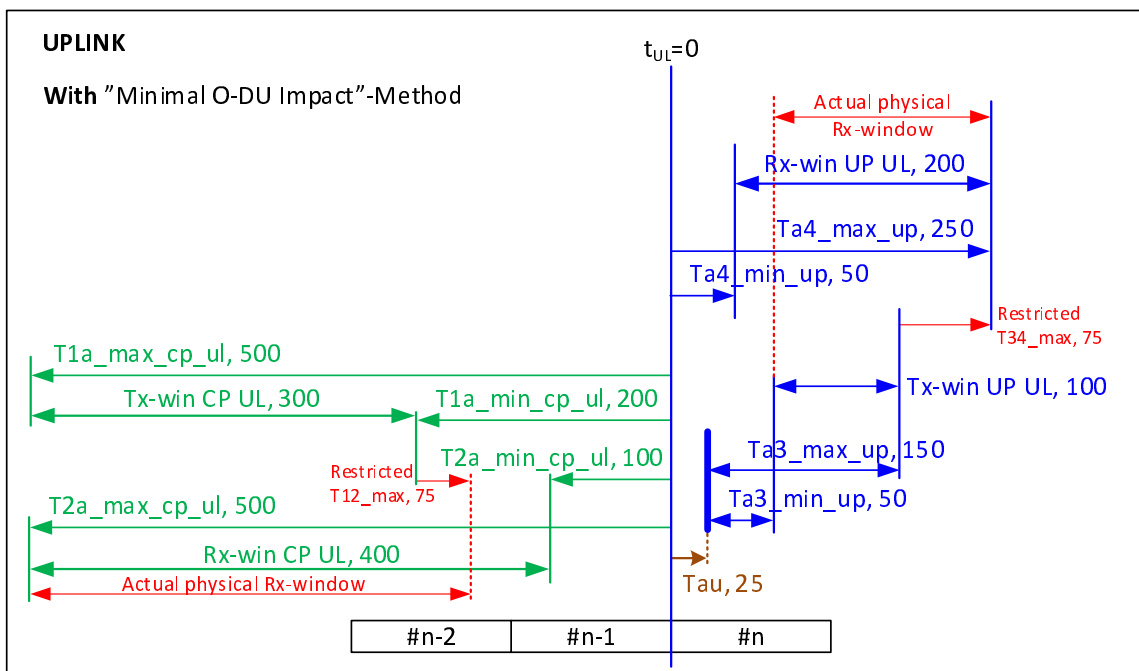 UPLINK
With ”Minimal O-DU Impact”-Method
tUL=0
Actual physical
Rx-window
Rx-win UP UL, 200
Ta4_max_up, 250
Ta4_min_up, 50
Restricted
T34_max, 75
T1a_max_cp_ul, 500
Tx-win CP UL, 300
T1a_min_cp_ul, 200
Tx-win UP UL, 100
Ta3_max_up, 150
T2a_min_cp_ul, 100
Restricted
T12_max, 75
Ta3_min_up, 50
T2a_max_cp_ul, 500
Rx-win CP UL, 400
Actual physical Rx-window
Tau, 25
#n-2
#n-1
#n